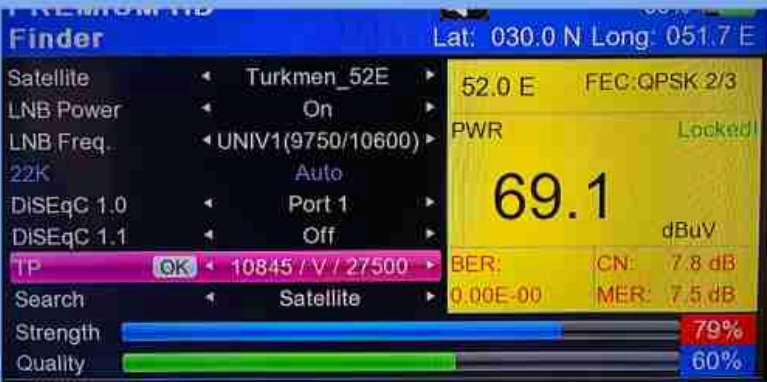 PREMIUM HD
Finder
Lat: 030.0 N Long: 051.7 E
Satellite Turkmen_52E
LNB Power On
LNB Freq. UNIV1(9750/10600)
22K Auto
DiSEqC 1.0 Port 1
DiSEqC 1.1 Off
TP OK 10845 / V / 27500
Search Satellite
52.0 E FEC:QPSK 2/3
PWR Locked!
69.1
dBuV
BER: CN: 7.8 dB
0.00E-00 MER: 7.5 dB
Strength 79%
Quality 60%